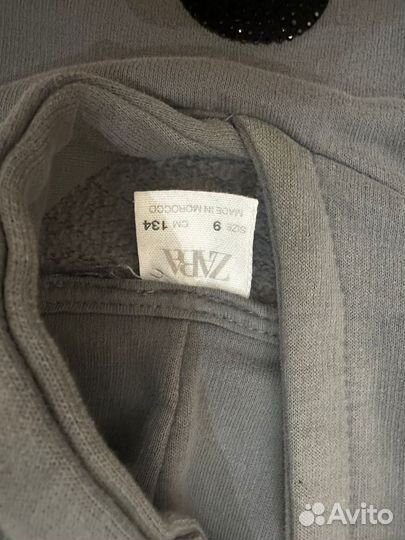 ZARA
SIZE 9 CM 134
MADE IN MOROCCO
Avito